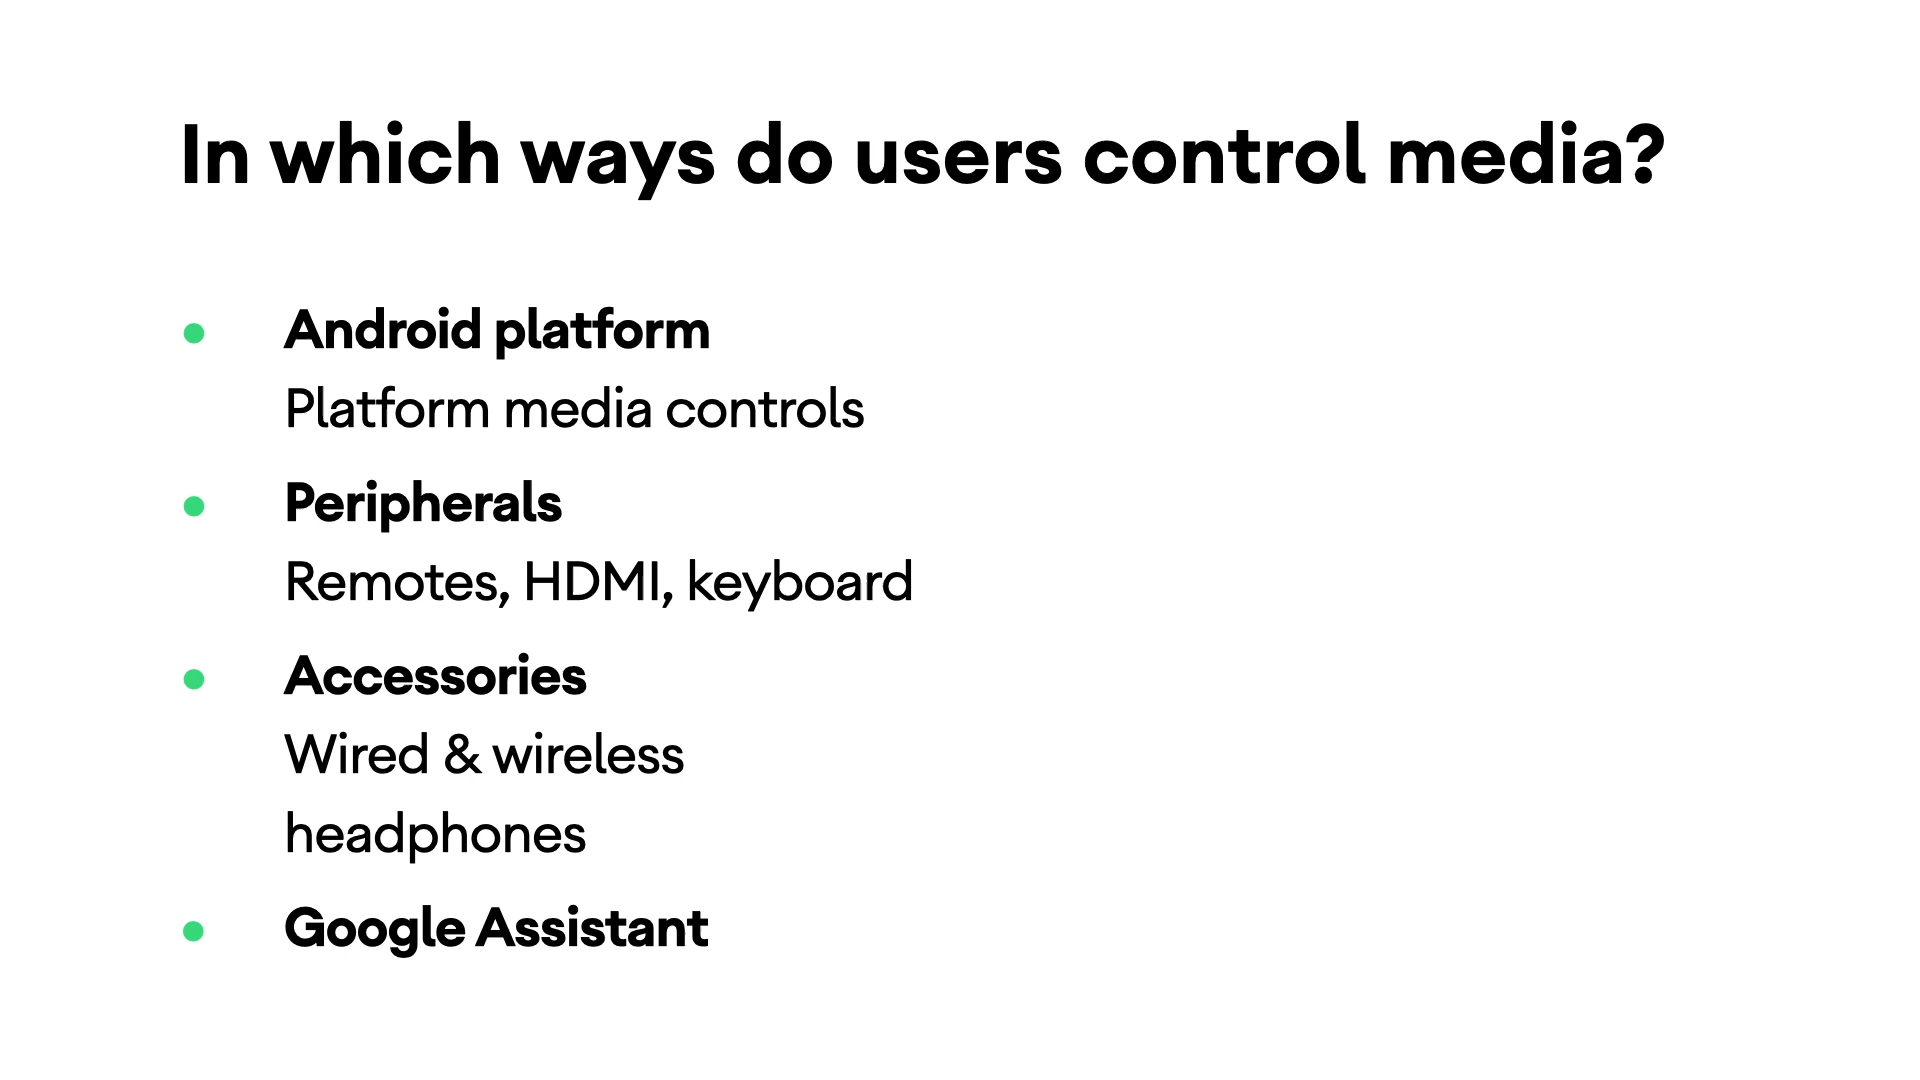 In which ways do users control media?
Android platform
Platform media controls
Peripherals
Remotes, HDMI, keyboard
Accessories
Wired & wireless
headphones
Google Assistant